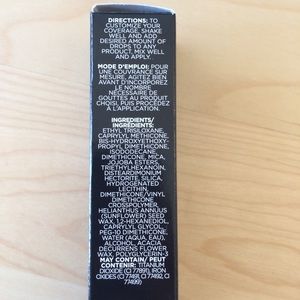 DIRECTIONS: TO
CUSTOMIZE YOUR
COVERAGE, SHAKE
WELL AND ADD
DESIRED AMOUNT OF
DROPS TO ANY
PRODUCT. MIX WELL
AND APPLY.
MODE D'EMPLOI: POUR
UNE COUVRANCE SUR
MESURE, AGITEZ BIEN
AVANT D'INCORPOREZ
LE NOMBRE
NÉCESSAIRE DE
GOUTTES AU PRODUIT
CHOISI, PUIS PROCÉDEZ
À L'APPLICATION.
INGREDIENTS/
INGRÉDIENTS:
ETHYL TRISILOXANE,
CAPRYLYL METHICONE,
BIS-HYDROXYETHOXY-
PROPYL DIMETHICONE,
ISODODECANE,
DIMETHICONE, MICA,
JOJOBA ESTERS,
TRIETHYLHEXANOIN,
DISTEARDIMONIUM
HECTORITE, SILICA,
HYDROGENATED
LECITHIN,
DIMETHICONE/VINYL
DIMETHICONE
CROSSPOLYMER,
HELIANTHUS ANNUUS
(SUNFLOWER) SEED
WAX, 1,2-HEXANEDIOL,
CAPRYLYL GLYCOL,
PEG-10 DIMETHICONE,
WATER (AQUA, EAU),
ALCOHOL, ACACIA
DECURRENS FLOWER
WAX, POLYGLYCERIN-3
MAY CONTAIN/ PEUT
CONTENIR: TITANIUM
DIOXIDE (CI 77891), IRON
OXIDES (CI 77491, CI 77492, CI
77499)